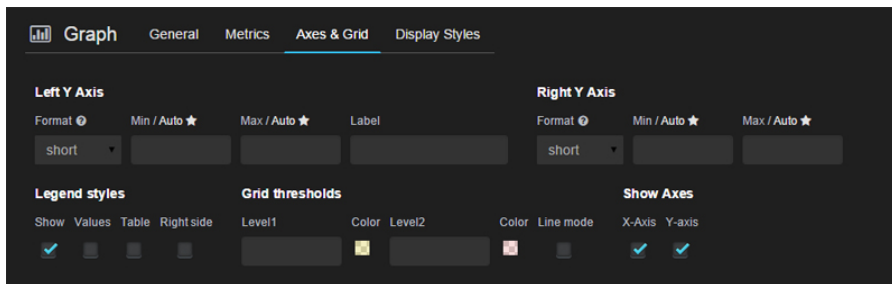 Graph General Metrics Axes & Grid Display Styles
Left Y Axis Right Y Axis
Format Min / Auto Max / Auto Label Format Min / Auto Max / Auto
short short
Legend styles Grid thresholds Show Axes
Show Values Table Right side Level1 Color Level2 Color Line mode X-Axis Y-axis